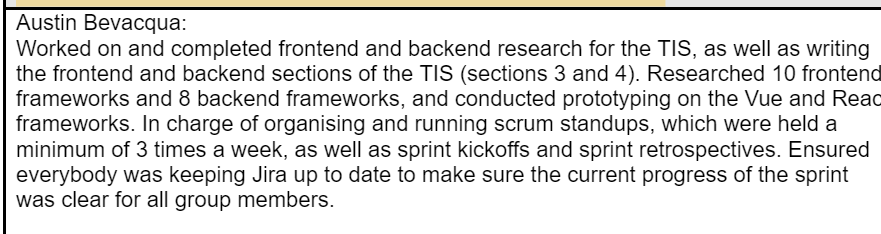 Austin Bevacqua:
Worked on and completed frontend and backend research for the TIS, as well as writing
the frontend and backend sections of the TIS (sections 3 and 4). Researched 10 frontend
frameworks and 8 backend frameworks, and conducted prototyping on the Vue and Reac
frameworks. In charge of organising and running scrum standups, which were held a
minimum of 3 times a week, as well as sprint kickoffs and sprint retrospectives. Ensured
everybody was keeping Jira up to date to make sure the current progress of the sprint
was clear for all group members.